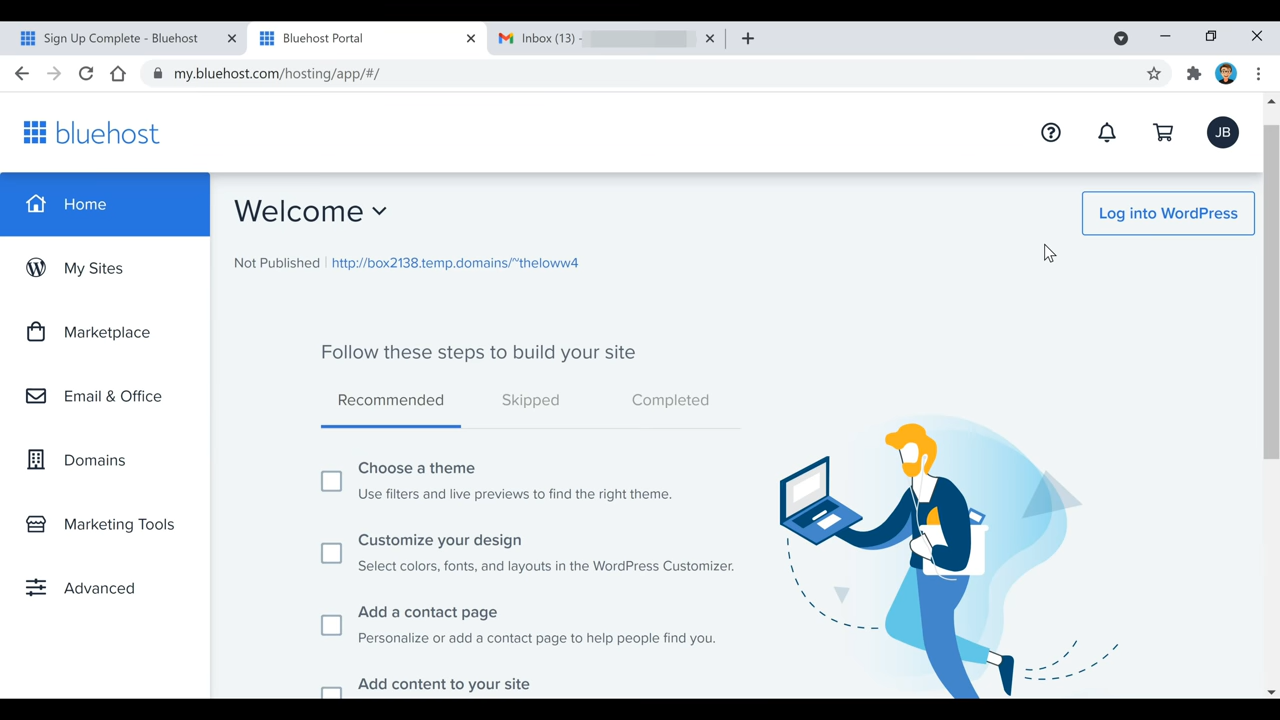 Sign Up Complete - Bluehost
Bluehost Portal
Inbox (13) -
my.bluehost.com/hosting/app/#/
bluehost
JB
Home
My Sites
Marketplace
Email & Office
Domains
Marketing Tools
Advanced
Welcome
Log into WordPress
Not Published http://box2138.temp.domains/~theloww4
Follow these steps to build your site
Recommended Skipped Completed
Choose a theme
Use filters and live previews to find the right theme.
Customize your design
Select colors, fonts, and layouts in the WordPress Customizer.
Add a contact page
Personalize or add a contact page to help people find you.
Add content to your site